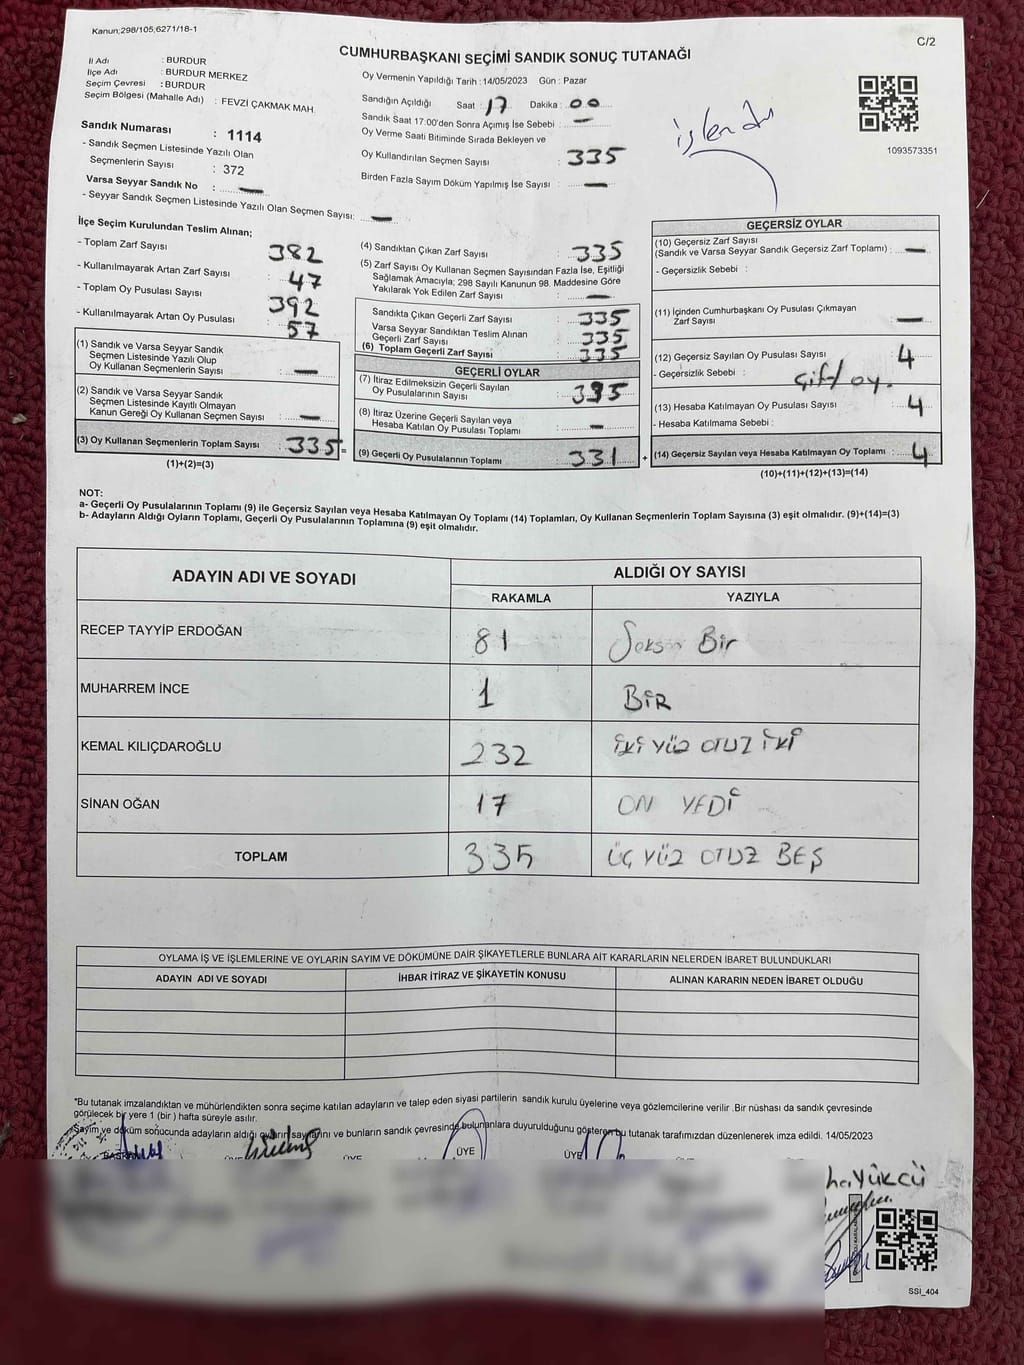 Kanun;298/105;6271/18-1
C/2
CUMHURBAŞKANI SEÇİMİ SANDIK SONUÇ TUTANAĞI
İl Adı : BURDUR
İlçe Adı : BURDUR MERKEZ
Seçim Çevresi : BURDUR
Seçim Bölgesi (Mahalle Adı) : FEVZİ ÇAKMAK MAH.
Sandık Numarası : 1114
- Sandık Seçmen Listesinde Yazılı Olan
Seçmenlerin Sayısı : 372
Varsa Seyyar Sandık No : —
- Seyyar Sandık Seçmen Listesinde Yazılı Olan Seçmen Sayısı: —
Oy Vermenin Yapıldığı Tarih : 14/05/2023 Gün : Pazar
Sandığın Açıldığı Saat : 17 Dakika : 00
Sandık Saat 17:00'den Sonra Açımış İse Sebebi : —
Oy Verme Saati Bitiminde Sırada Bekleyen ve
Oy Kullandırılan Seçmen Sayısı : 335
Birden Fazla Sayım Döküm Yapılmış İse Sayısı : —
işlendi
1093573351
İlçe Seçim Kurulundan Teslim Alınan;
- Toplam Zarf Sayısı 382
- Kullanılmayarak Artan Zarf Sayısı 47
- Toplam Oy Pusulası Sayısı 392
- Kullanılmayarak Artan Oy Pusulası 57
(1) Sandık ve Varsa Seyyar Sandık
Seçmen Listesinde Yazılı Olup
Oy Kullanan Seçmenlerin Sayısı : —
(2) Sandık ve Varsa Seyyar Sandık
Seçmen Listesinde Kayıtlı Olmayan
Kanun Gereği Oy Kullanan Seçmen Sayısı : —
(3) Oy Kullanan Seçmenlerin Toplam Sayısı : 335 =
(1)+(2)=(3)
(4) Sandıktan Çıkan Zarf Sayısı : 335
(5) Zarf Sayısı Oy Kullanan Seçmen Sayısından Fazla İse, Eşitliği
Sağlamak Amacıyla; 298 Sayılı Kanunun 98. Maddesine Göre
Yakılarak Yok Edilen Zarf Sayısı : —
Sandıkta Çıkan Geçerli Zarf Sayısı : 335
Varsa Seyyar Sandıktan Teslim Alınan
Geçerli Zarf Sayısı : 335
(6) Toplam Geçerli Zarf Sayısı : 335
GEÇERLİ OYLAR
(7) İtiraz Edilmeksizin Geçerli Sayılan
Oy Pusulalarının Sayısı : 335
(8) İtiraz Üzerine Geçerli Sayılan veya
Hesaba Katılan Oy Pusulası Toplamı : —
(9) Geçerli Oy Pusulalarının Toplamı 331 +
GEÇERSİZ OYLAR
(10) Geçersiz Zarf Sayısı
(Sandık ve Varsa Seyyar Sandık Geçersiz Zarf Toplamı) : —
- Geçersizlik Sebebi :
(11) İçinden Cumhurbaşkanı Oy Pusulası Çıkmayan
Zarf Sayısı : —
(12) Geçersiz Sayılan Oy Pusulası Sayısı : 4
- Geçersizlik Sebebi : Çift oy.
(13) Hesaba Katılmayan Oy Pusulası Sayısı : 4
- Hesaba Katılmama Sebebi :
(14) Geçersiz Sayılan veya Hesaba Katılmayan Oy Toplamı : 4
(10)+(11)+(12)+(13)=(14)
NOT:
a- Geçerli Oy Pusulalarının Toplamı (9) ile Geçersiz Sayılan veya Hesaba Katılmayan Oy Toplamı (14) Toplamları, Oy Kullanan Seçmenlerin Toplam Sayısına (3) eşit olmalıdır. (9)+(14)=(3)
b- Adayların Aldığı Oyların Toplamı, Geçerli Oy Pusulalarının Toplamına (9) eşit olmalıdır.
ADAYIN ADI VE SOYADI ALDIĞI OY SAYISI
RAKAMLA YAZIYLA
RECEP TAYYİP ERDOĞAN 81 Seksen Bir
MUHARREM İNCE 1 BİR
KEMAL KILIÇDAROĞLU 232 İKİ YÜZ OTUZ İKİ
SİNAN OĞAN 17 ON YEDİ
TOPLAM 335 ÜÇ YÜZ OTUZ BEŞ
OYLAMA İŞ VE İŞLEMLERİNE VE OYLARIN SAYIM VE DÖKÜMÜNE DAİR ŞİKAYETLERLE BUNLARA AİT KARARLARIN NELERDEN İBARET BULUNDUKLARI
ADAYIN ADI VE SOYADI İHBAR İTİRAZ VE ŞİKAYETİN KONUSU ALINAN KARARIN NEDEN İBARET OLDUĞU
*Bu tutanak imzalandıktan ve mühürlendikten sonra seçime katılan adayların ve talep eden siyasi partilerin sandık kurulu üyelerine veya gözlemcilerine verilir .Bir nüshası da sandık çevresinde
görülecek bir yere 1 (bir ) hafta süreyle asılır.
Sayım ve döküm sonucunda adayların aldığı oyların sayılarını ve bunların sandık çevresinde bulunanlara duyurulduğunu gösteren bu tutanak tarafımızdan düzenlenerek imza edildi. 14/05/2023
BAŞKAN ÜYE ÜYE ÜYE ÜYE
SSİ_404